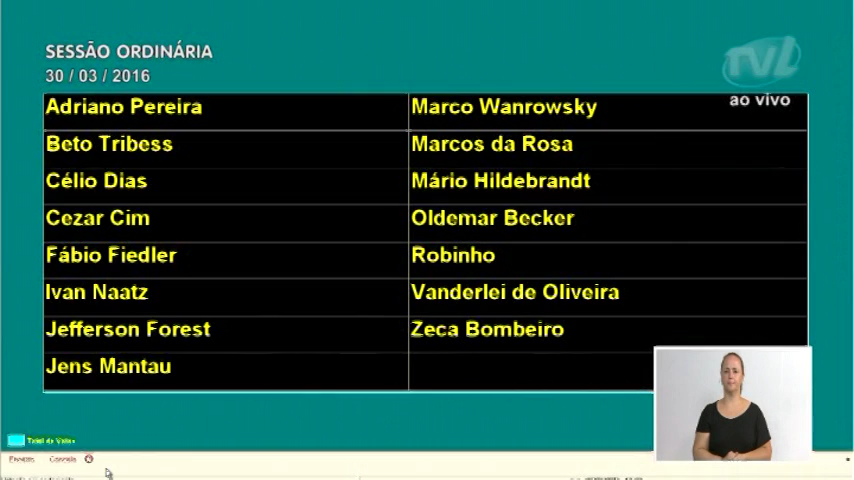 SESSÃO ORDINÁRIA
30 / 03 / 2016
TVL
ao vivo
Adriano Pereira
Beto Tribess
Célio Dias
Cezar Cim
Fábio Fiedler
Ivan Naatz
Jefferson Forest
Jens Mantau
Marco Wanrowsky
Marcos da Rosa
Mário Hildebrandt
Oldemar Becker
Robinho
Vanderlei de Oliveira
Zeca Bombeiro